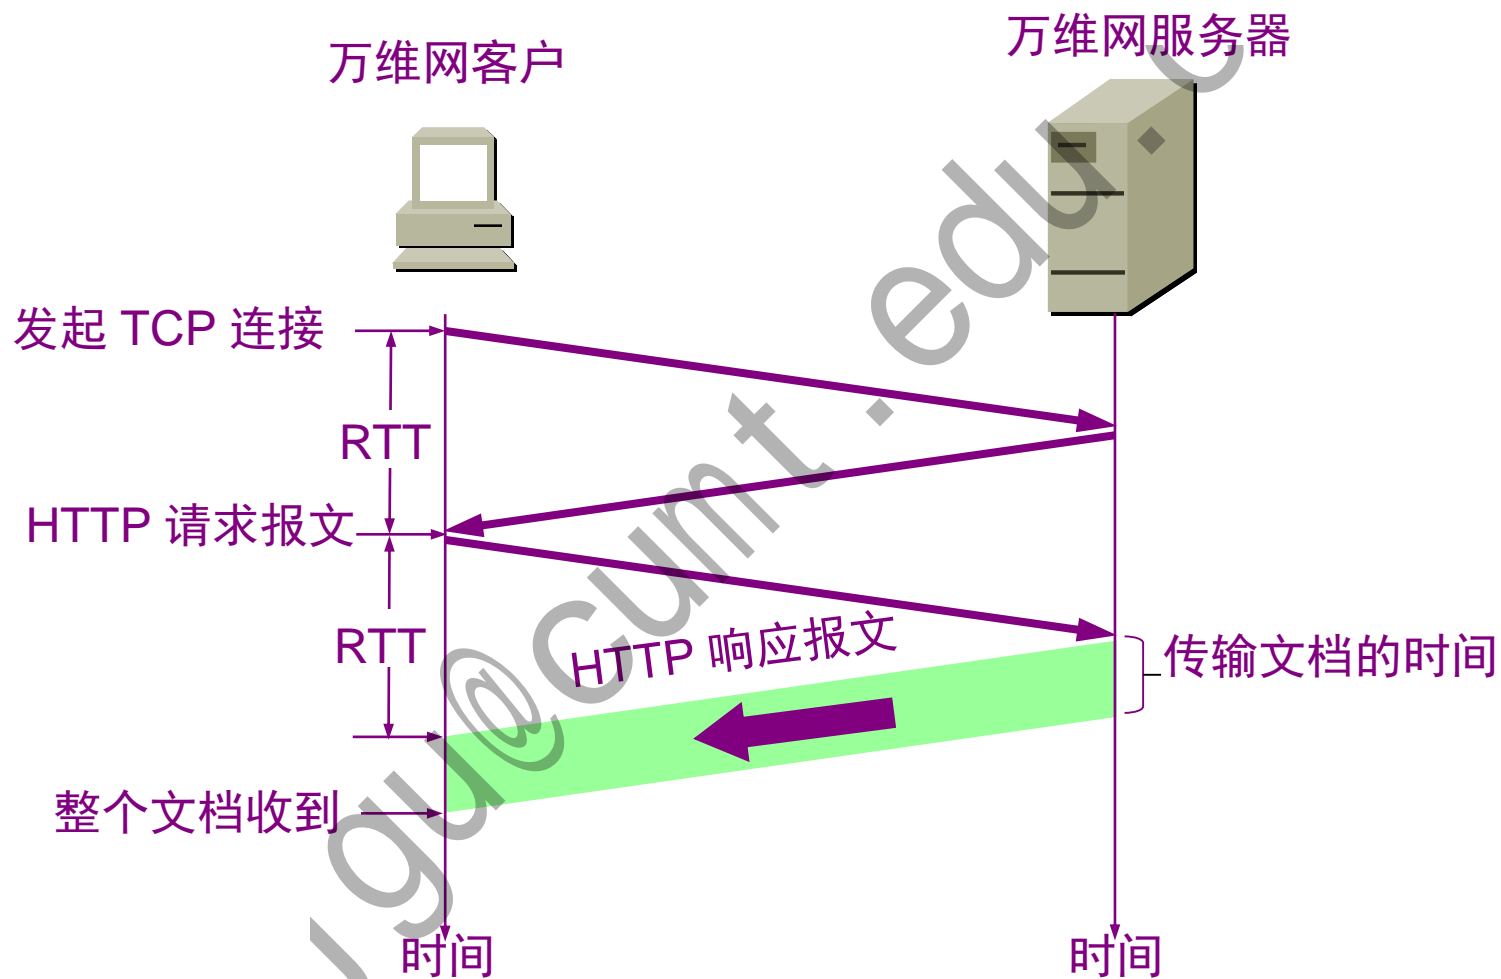 万维网客户
万维网服务器
发起 TCP 连接
RTT
HTTP 请求报文
RTT
HTTP 响应报文
传输文档的时间
整个文档收到
时间
时间
gu@cumt.edu.c